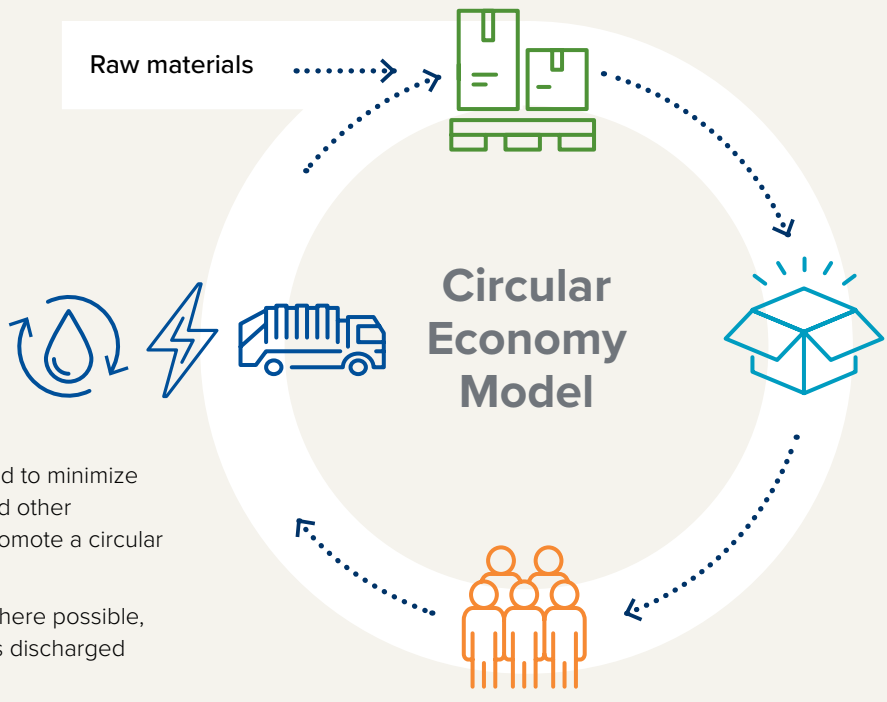 Raw materials
Circular
Economy
Model
d to minimize
d other
omote a circular
here possible,
s discharged